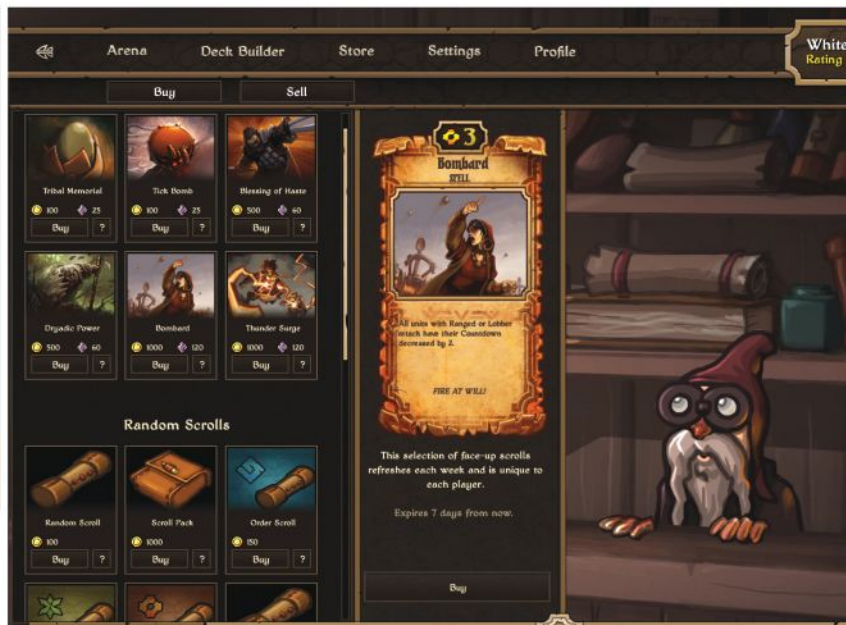 Arena Deck Builder Store Settings Profile
White
Rating
Buy Sell
Tribal Memorial Tick Bomb Blessing of Haste
100 25 100 25 500 60
Buy ? Buy ? Buy ?
Dryadic Power Bombard Thunder Surge
500 60 1000 120 1000 120
Buy ? Buy ? Buy ?
Random Scrolls
Random Scroll Scroll Pack Order Scroll
100 1000 150
Buy ? Buy ? Buy ?
3
Bombard
SPELL
All units with Ranged or Lobber
attack have their Countdown
decreased by 2.
FIRE AT WILL!
This selection of face-up scrolls
refreshes each week and is unique to
each player.
Expires 7 days from now.
Buy